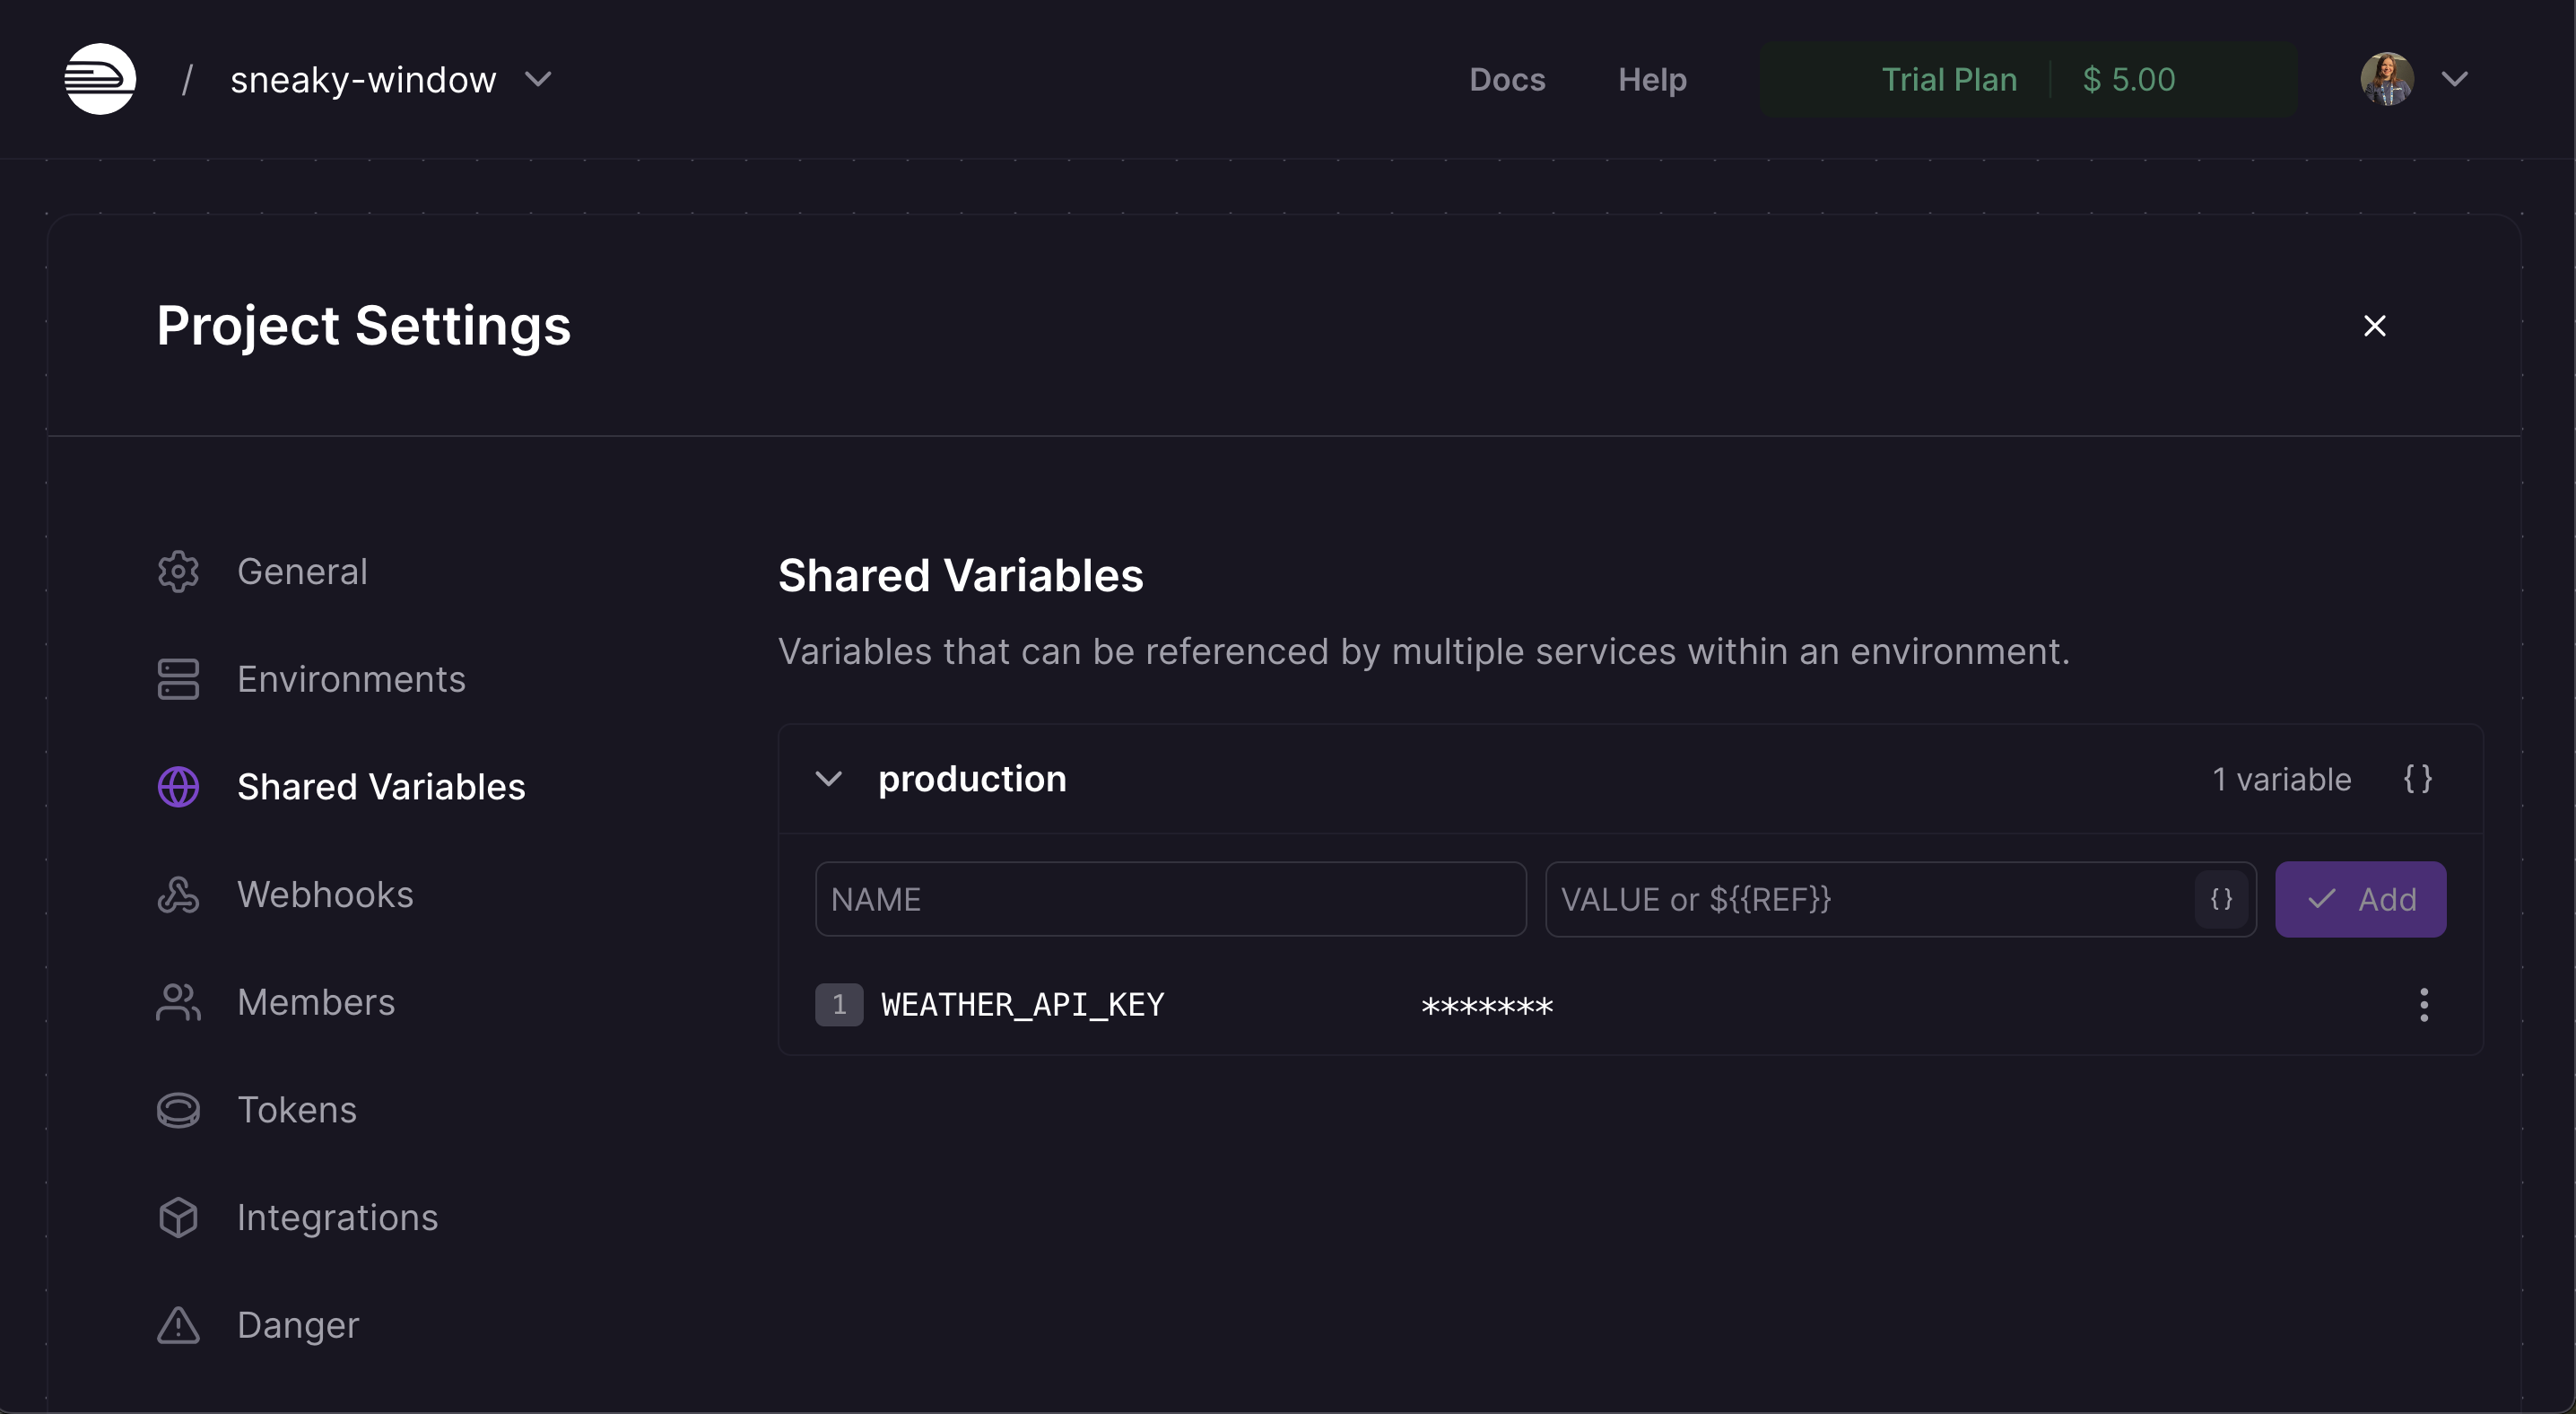 / sneaky-window Docs Help Trial Plan $ 5.00
Project Settings
General
Environments
Shared Variables
Webhooks
Members
Tokens
Integrations
Danger
Shared Variables
Variables that can be referenced by multiple services within an environment.
production 1 variable {}
NAME VALUE or ${{REF}} {} Add
1 WEATHER_API_KEY *******